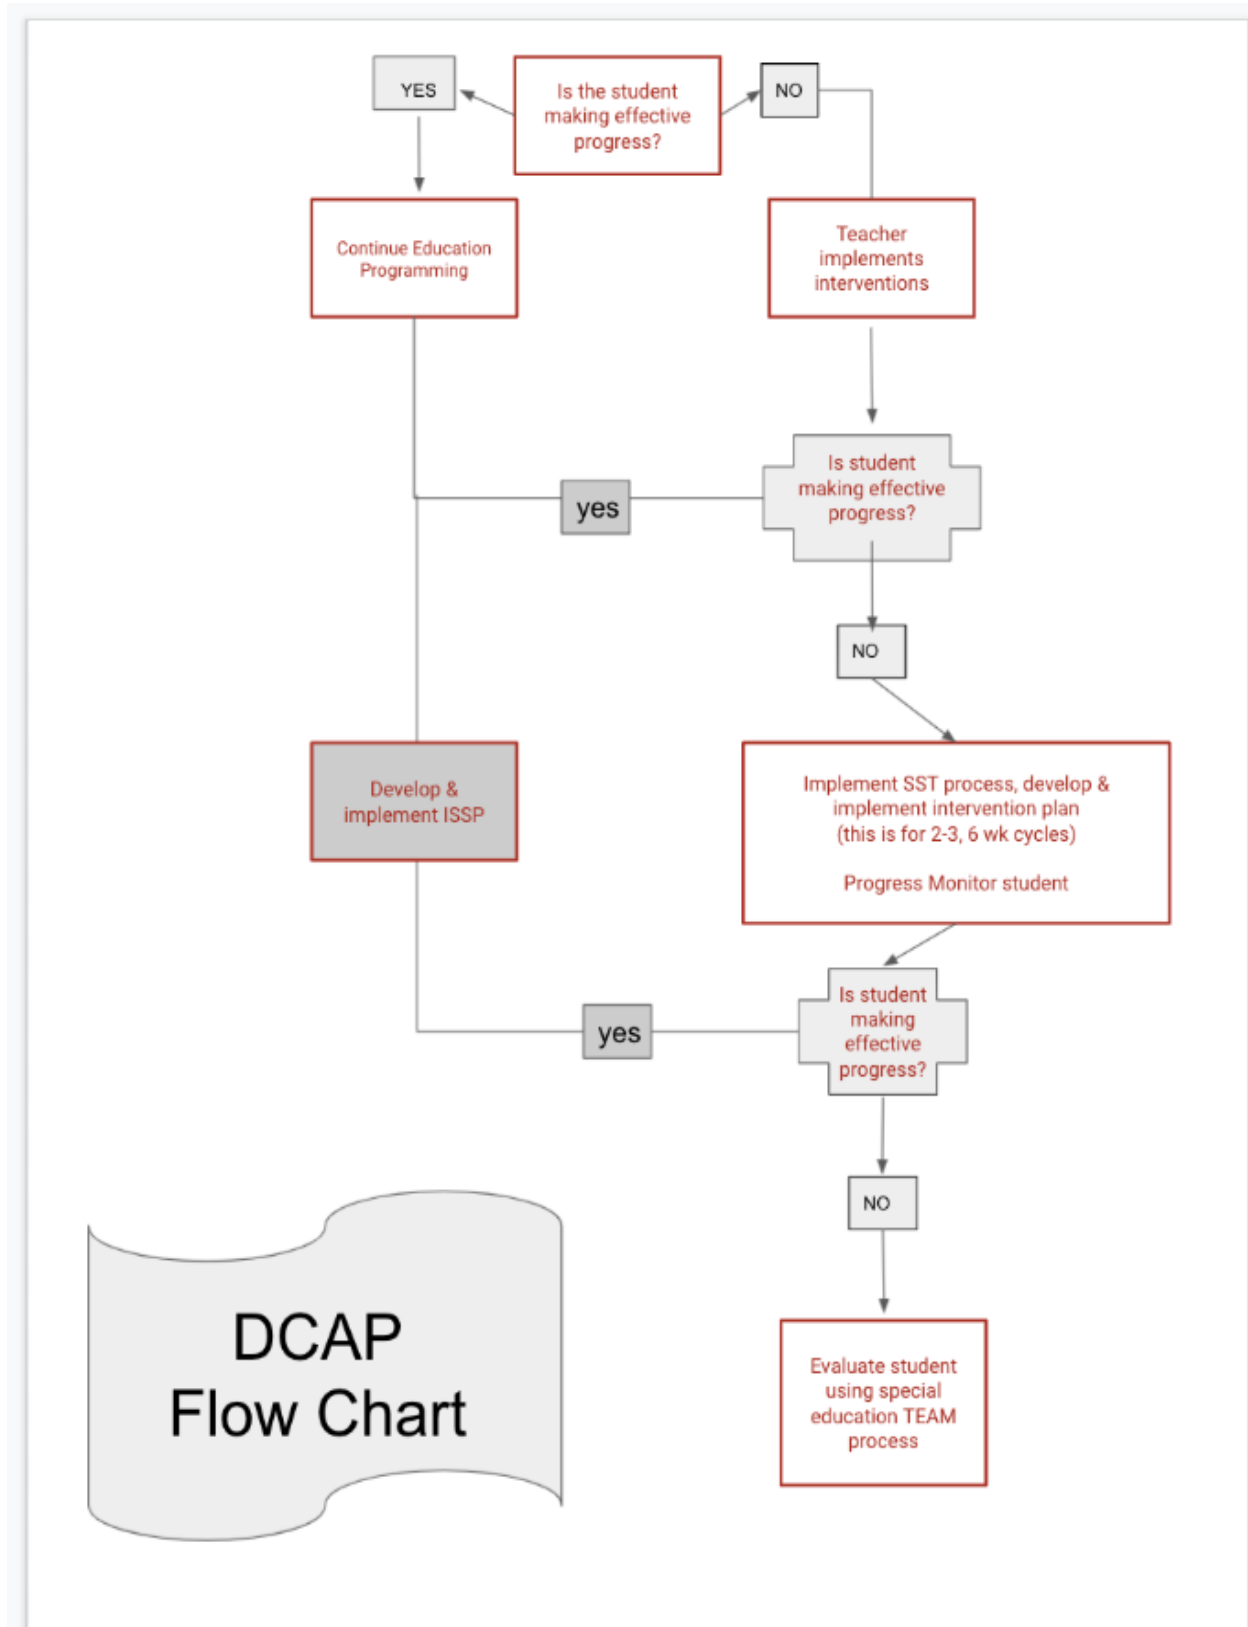 YES
Is the student
making effective
progress?
NO
Continue Education
Programming
Teacher
implements
interventions
Is student
making effective
progress?
yes
NO
Develop &
implement ISSP
Implement SST process, develop &
implement intervention plan
(this is for 2-3, 6 wk cycles)
Progress Monitor student
Is student
making
effective
progress?
yes
NO
Evaluate student
using special
education TEAM
process
DCAP
Flow Chart